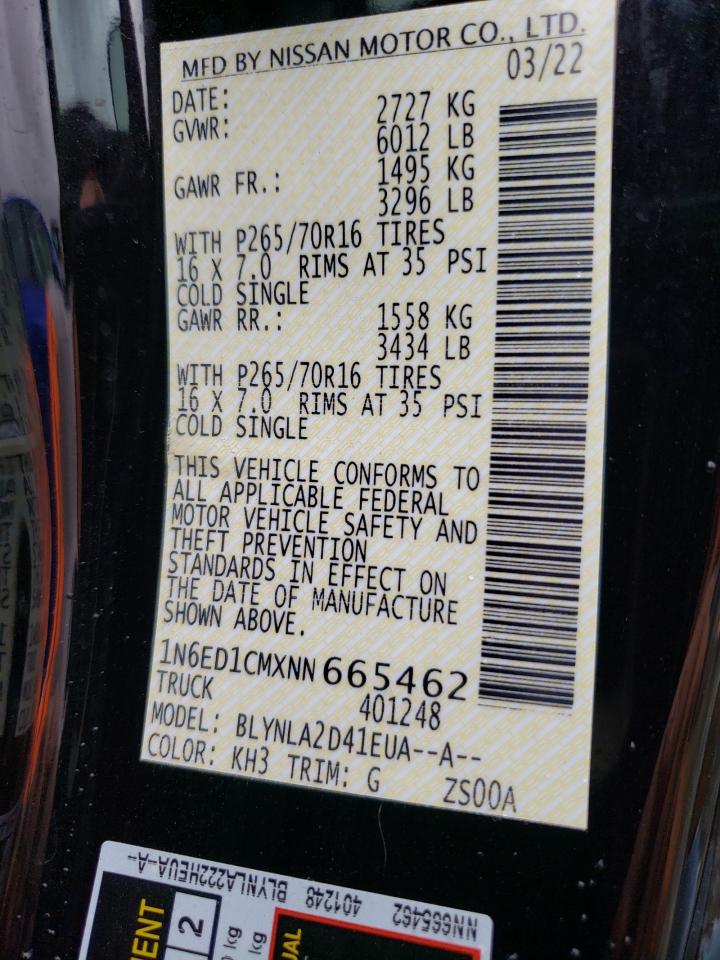 MFD BY NISSAN MOTOR CO., LTD.
DATE: 03/22
GVWR: 2727 KG
6012 LB
GAWR FR.: 1495 KG
3296 LB
WITH P265/70R16 TIRES
16 X 7.0 RIMS AT 35 PSI
COLD SINGLE
GAWR RR.: 1558 KG
3434 LB
WITH P265/70R16 TIRES
16 X 7.0 RIMS AT 35 PSI
COLD SINGLE
THIS VEHICLE CONFORMS TO
ALL APPLICABLE FEDERAL
MOTOR VEHICLE SAFETY AND
THEFT PREVENTION
STANDARDS IN EFFECT ON
THE DATE OF MANUFACTURE
SHOWN ABOVE.
1N6ED1CMXNN665462
TRUCK 401248
MODEL: BLYNLA2D41EUA--A--
COLOR: KH3 TRIM: G ZS00A
NN665462 401248 BLYNLA222HEUA-A-
2
kg
kg